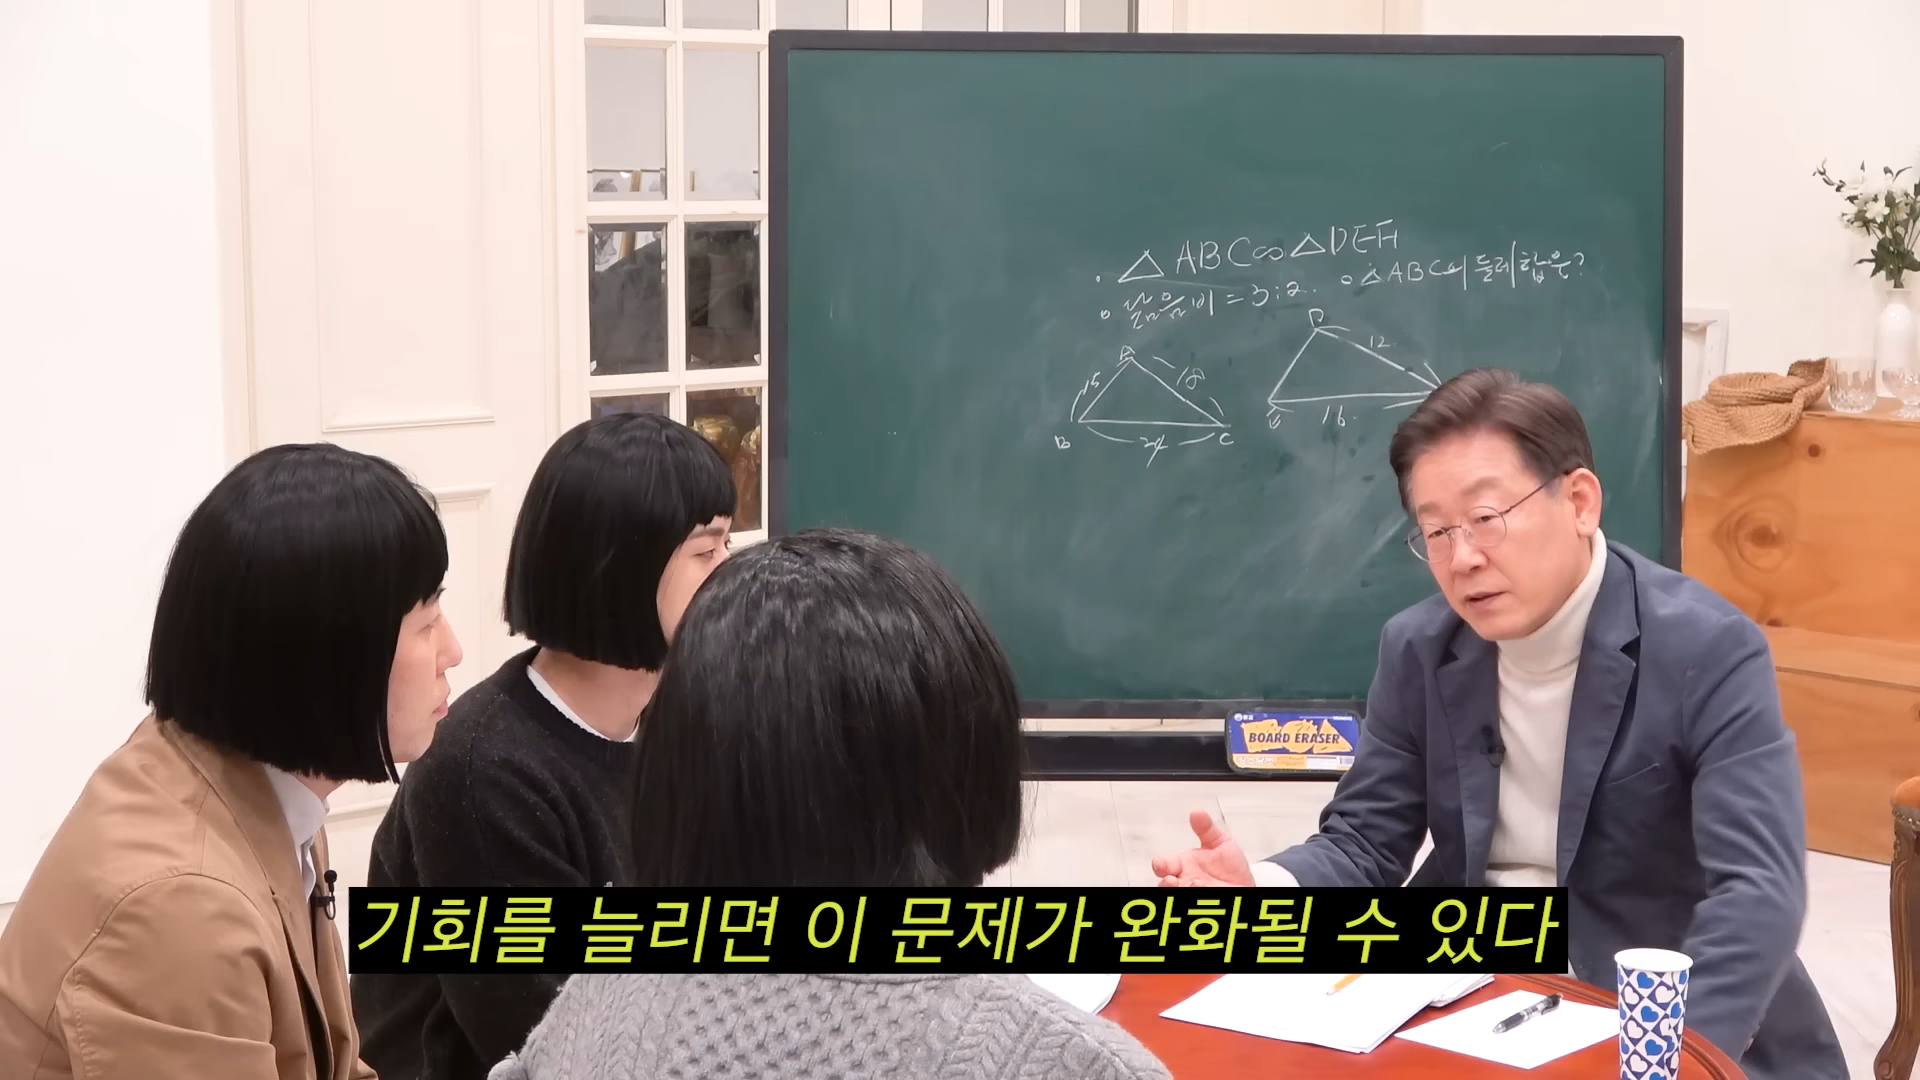 △ABC∽△DEF
닮음비 = 3:2.
△ABC의 둘레 합은?
A
15
18
B
24
C
D
12
E
16.
BOARD ERASER
기회를 늘리면 이 문제가 완화될 수 있다